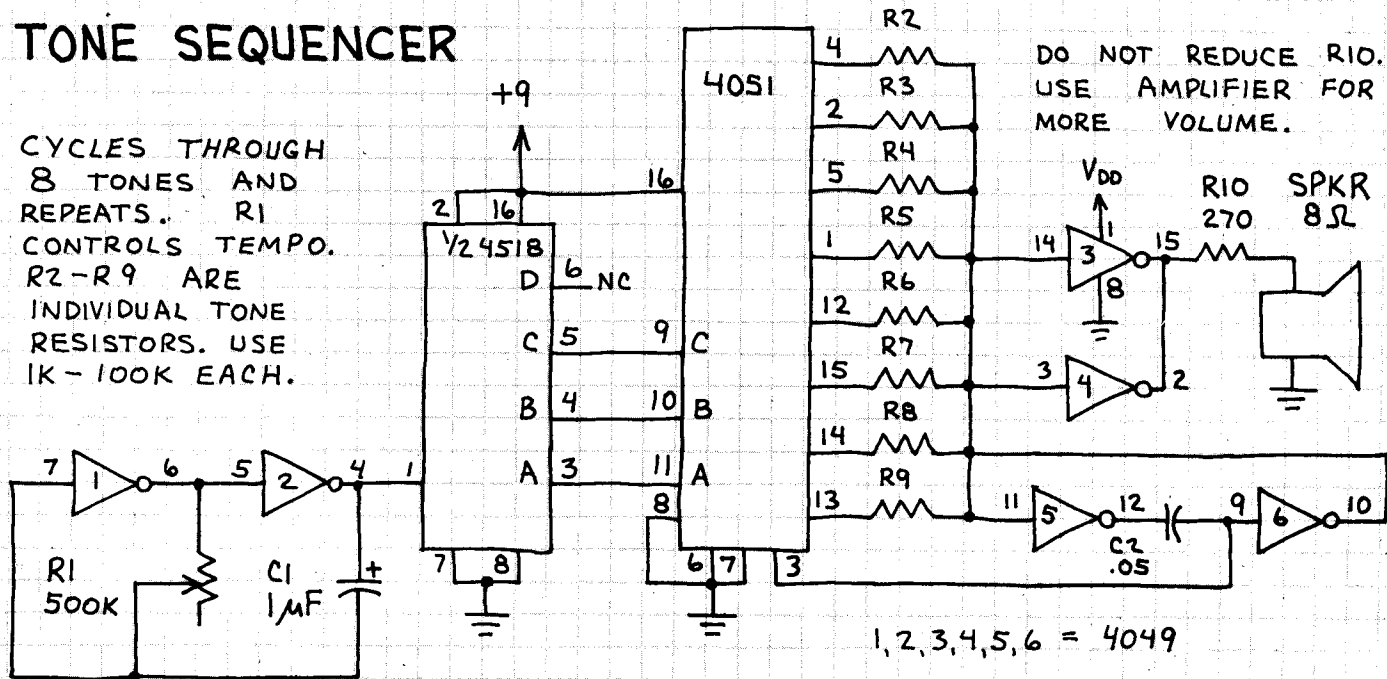 TONE SEQUENCER
CYCLES THROUGH
8 TONES AND
REPEATS. R1
CONTROLS TEMPO.
R2-R9 ARE
INDIVIDUAL TONE
RESISTORS. USE
1K-100K EACH.
DO NOT REDUCE R10.
USE AMPLIFIER FOR
MORE VOLUME.
+9
2 16
1/2 4518
D 6 NC
C 5
B 4
A 3
1
7 8
4051
16
9 C
10 B
11 A
8
6 7 3
4 R2
2 R3
5 R4
1 R5
12 R6
15 R7
14 R8
13 R9
VDD
14 3 1 15
8
3 4 2
R10
270
SPKR
8Ω
11 5 12
C2
.05
9 6 10
7 1 6
5 2 4
R1
500K
C1
1µF
+
1,2,3,4,5,6 = 4049